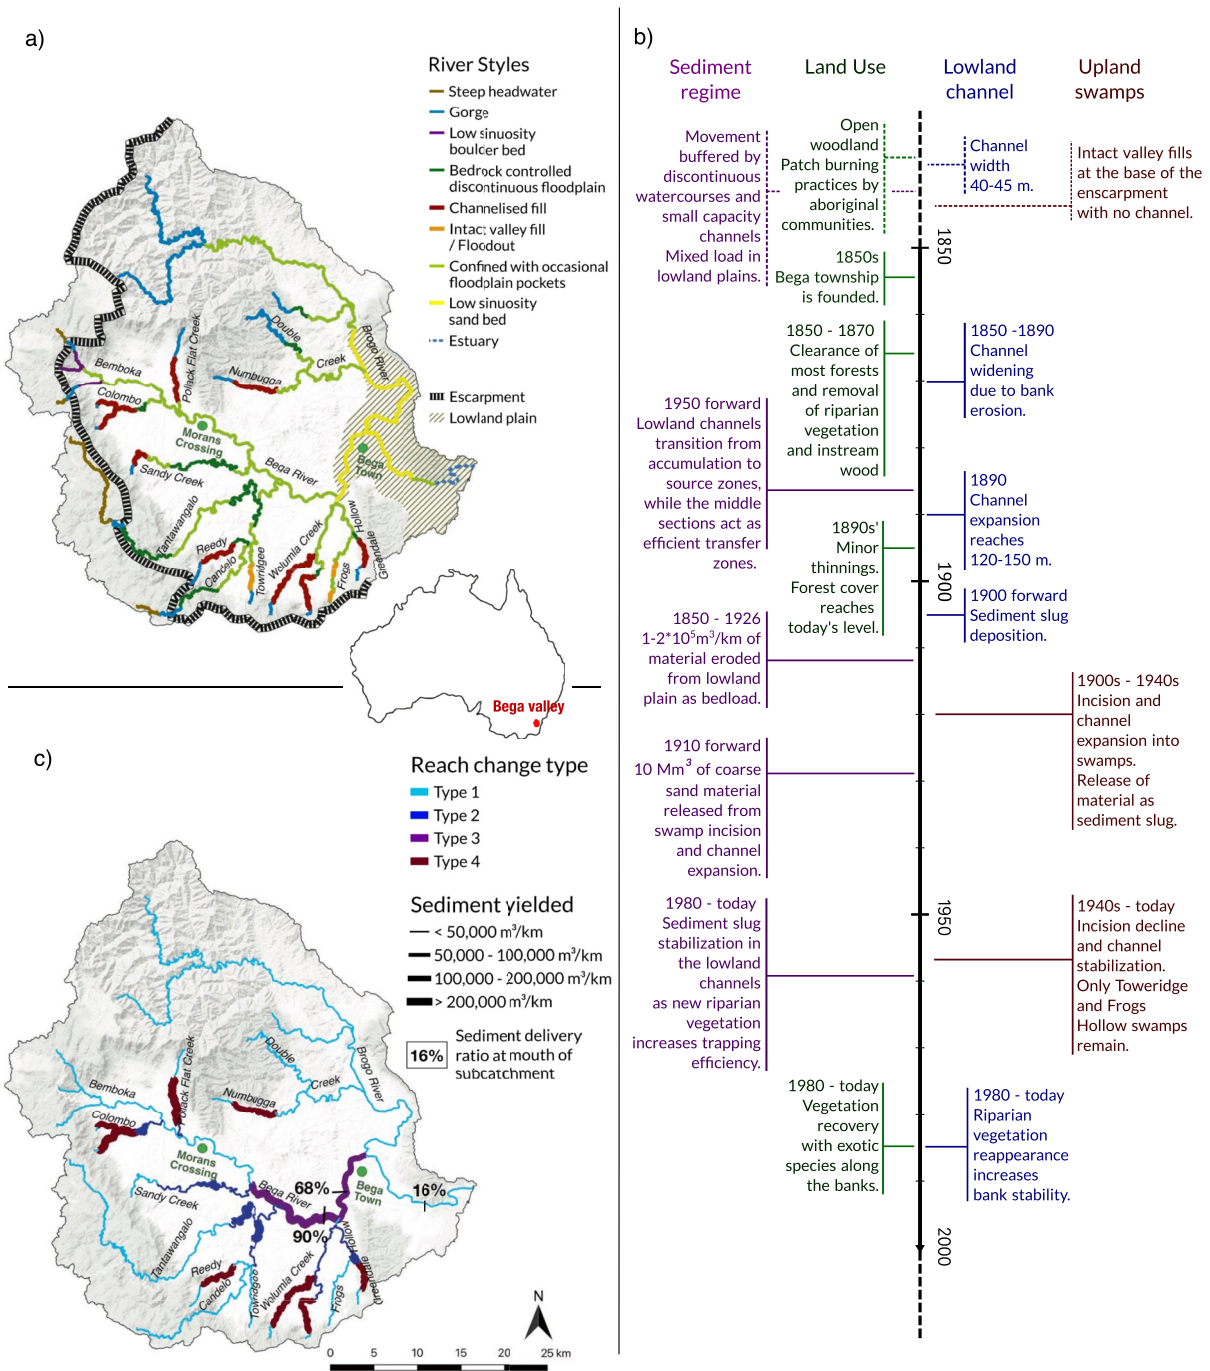 a)
River Styles
Steep headwater
Gorge
Low sinuosity
boulder bed
Bedrock controlled
discontinuous floodplain
Channelised fill
Intact valley fill
/ Floodout
Confined with occasional
floodplain pockets
Low sinuosity
sand bed
Estuary
Escarpment
Lowland plain
Bemboka
Colombo
Polack Flat Creek
Double
Creek
Numbugga
Brogo River
Morans
Crossing
Sandy Creek
Bega River
Bega
Town
Tantawangalo
Reedy
Candelo
Towridgee
Wolumla Creek
Frogs
Hollow
Greendale
Bega valley
b)
Sediment
regime
Land Use
Lowland
channel
Upland
swamps
Movement
buffered by
discontinuous
watercourses and
small capacity
channels
Mixed load in
lowland plains.
Open
woodland
Patch burning
practices by
aboriginal
communities.
Channel
width
40-45 m.
Intact valley fills
at the base of the
enscarpment
with no channel.
1850
1850s
Bega township
is founded.
1850 - 1870
Clearance of
most forests
and removal
of riparian
vegetation
and instream
wood
1850 -1890
Channel
widening
due to bank
erosion.
1950 forward
Lowland channels
transition from
accumulation to
source zones,
while the middle
sections act as
efficient transfer
zones.
1890
Channel
expansion
reaches
120-150 m.
1890s'
Minor
thinnings.
Forest cover
reaches
today's level.
1900
1900 forward
Sediment slug
deposition.
1850 - 1926
1-2*10⁵m³/km of
material eroded
from lowland
plain as bedload.
1900s - 1940s
Incision and
channel
expansion into
swamps.
Release of
material as
sediment slug.
1910 forward
10 Mm³ of coarse
sand material
released from
swamp incision
and channel
expansion.
1950
1980 - today
Sediment slug
stabilization in
the lowland
channels
as new riparian
vegetation
increases trapping
efficiency.
1940s - today
Incision decline
and channel
stabilization.
Only Toweridge
and Frogs
Hollow swamps
remain.
1980 - today
Vegetation
recovery
with exotic
species along
the banks.
1980 - today
Riparian
vegetation
reappearance
increases
bank stability.
2000
c)
Reach change type
Type 1
Type 2
Type 3
Type 4
Sediment yielded
< 50,000 m³/km
50,000 - 100,000 m³/km
100,000 - 200,000 m³/km
> 200,000 m³/km
16%
Sediment delivery
ratio at mouth of
subcatchment
Bemboka
Colombo
Polack Flat Creek
Double
Creek
Numbugga
Brogo River
Morans
Crossing
Sandy Creek
Bega River
68%
90%
Bega
Town
16%
Tantawangalo
Reedy
Candelo
Towridgee
Wolumla Creek
Frogs
Hollow
Greendale
N
0 5 10 15 20 25 km